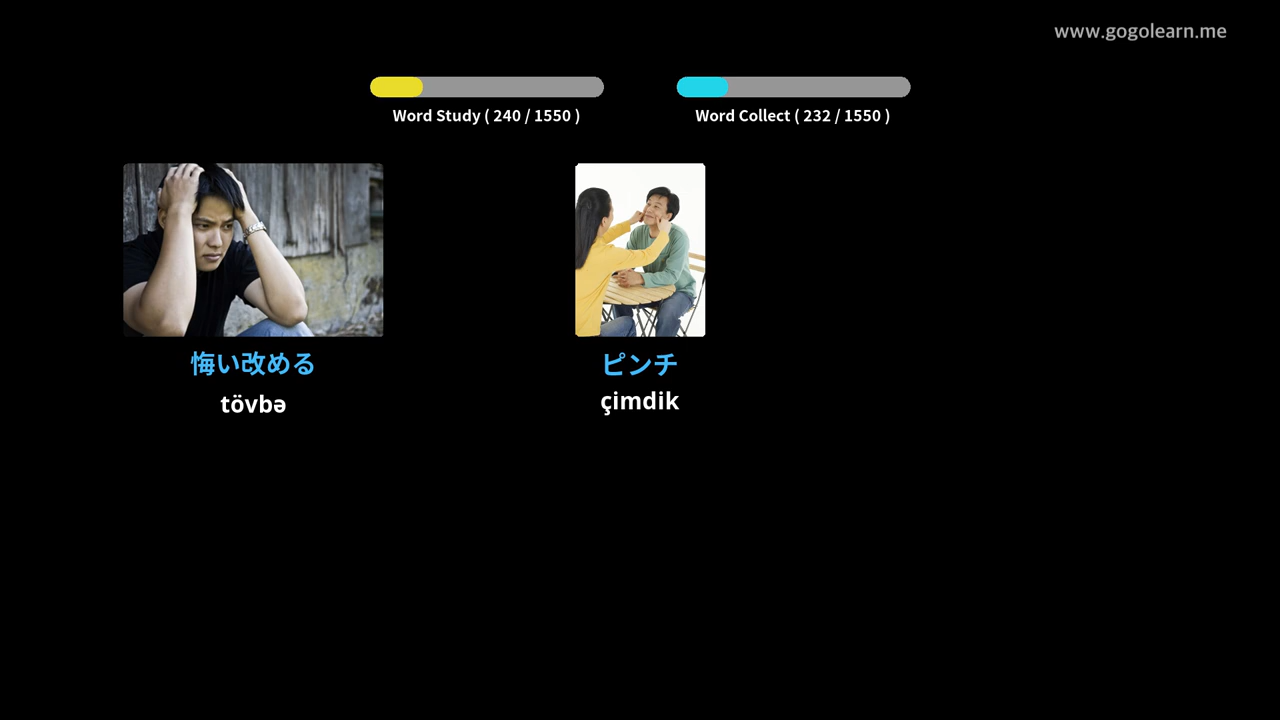 www.gogolearn.me
Word Study ( 240 / 1550 )
Word Collect ( 232 / 1550 )
悔い改める
tövbə
ピンチ
çimdik